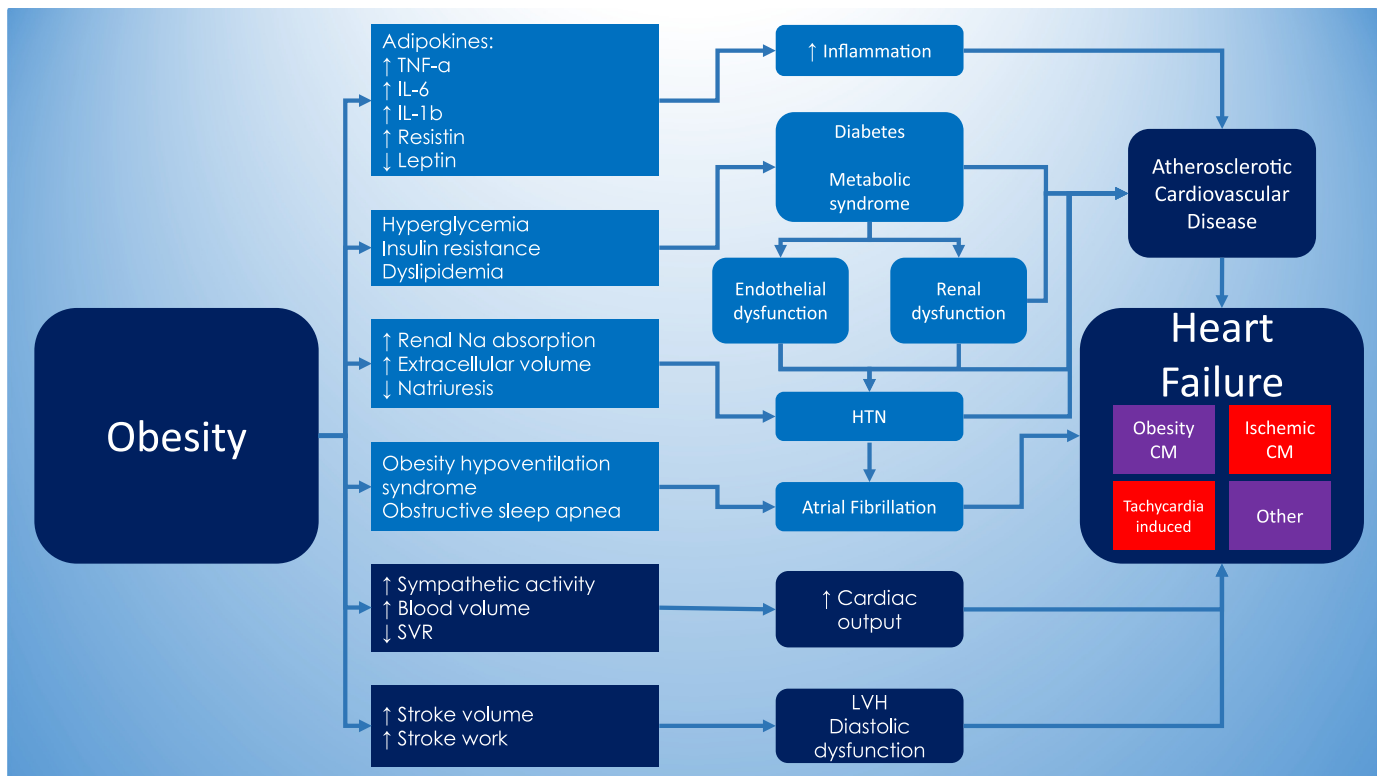 Obesity
Adipokines:
↑ TNF-a
↑ IL-6
↑ IL-1b
↑ Resistin
↓ Leptin
Hyperglycemia
Insulin resistance
Dyslipidemia
↑ Renal Na absorption
↑ Extracellular volume
↓ Natriuresis
Obesity hypoventilation
syndrome
Obstructive sleep apnea
↑ Sympathetic activity
↑ Blood volume
↓ SVR
↑ Stroke volume
↑ Stroke work
↑ Inflammation
Diabetes
Metabolic
syndrome
Endothelial
dysfunction
Renal
dysfunction
HTN
Atrial Fibrillation
↑ Cardiac
output
LVH
Diastolic
dysfunction
Atherosclerotic
Cardiovascular
Disease
Heart
Failure
Obesity
CM
Ischemic
CM
Tachycardia
induced
Other